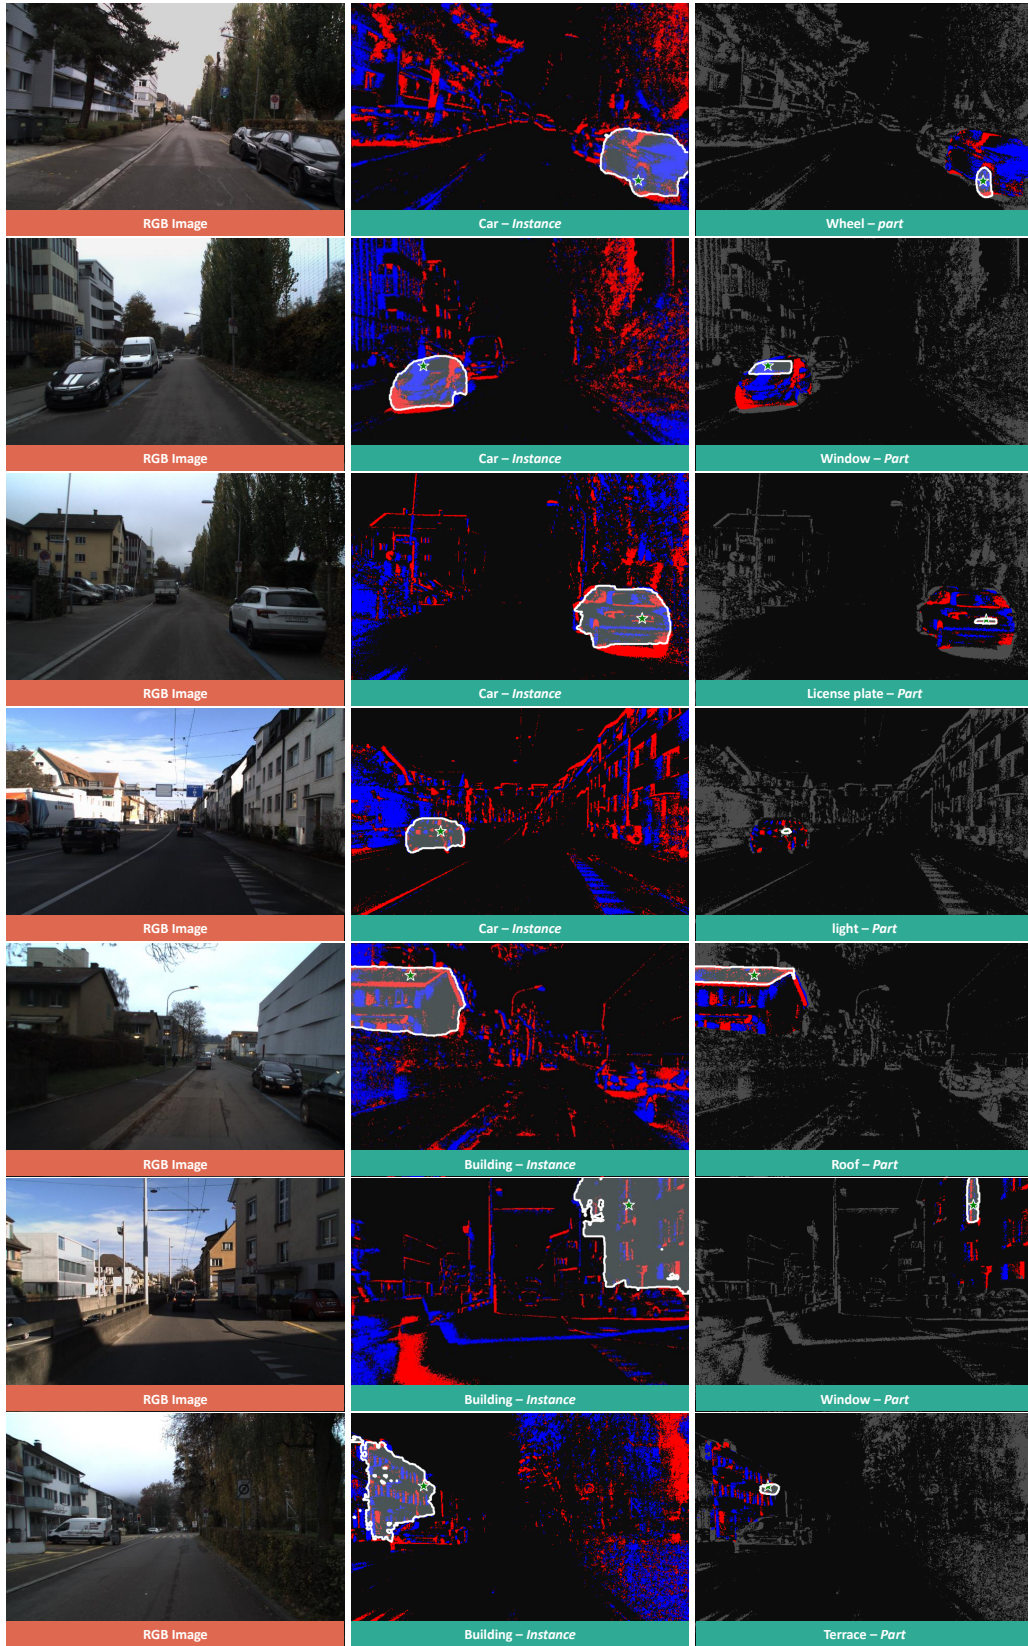 RGB Image
Car – Instance
Wheel – part
RGB Image
Car – Instance
Window – Part
RGB Image
Car – Instance
License plate – Part
RGB Image
Car – Instance
light – Part
RGB Image
Building – Instance
Roof – Part
RGB Image
Building – Instance
Window – Part
RGB Image
Building – Instance
Terrace – Part